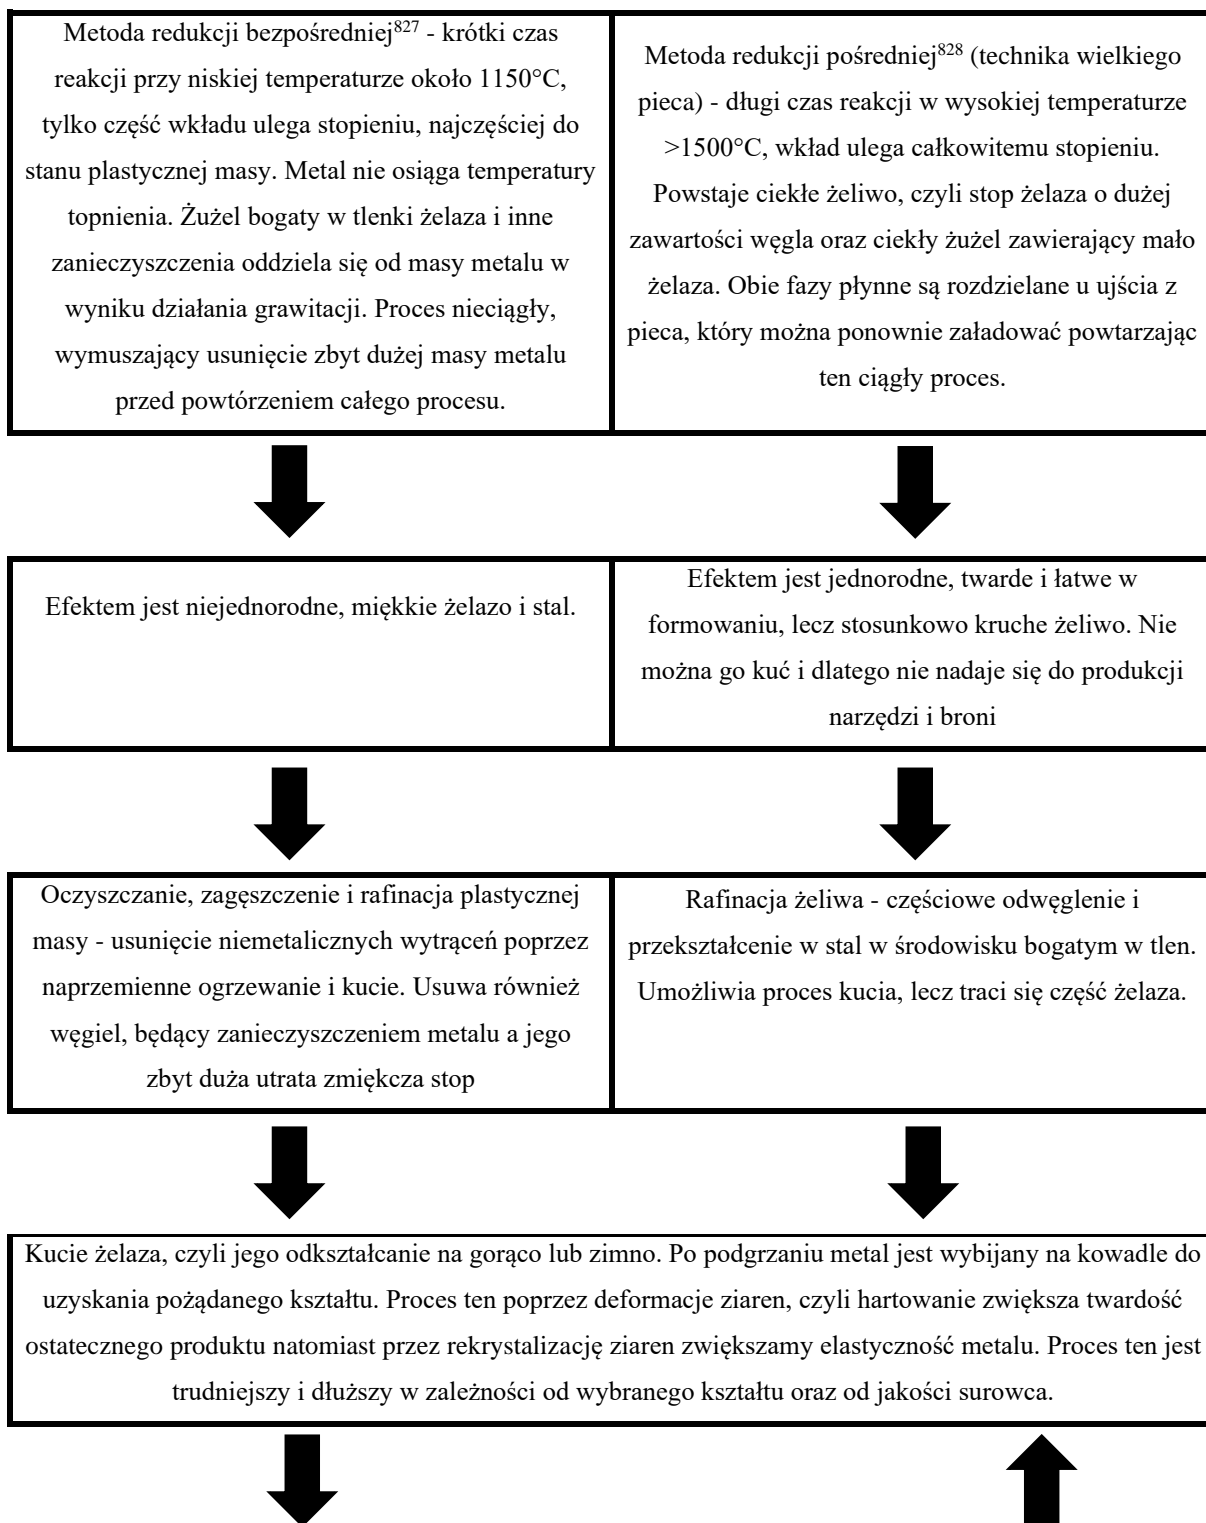 Metoda redukcji bezpośredniej⁸²⁷ - krótki czas
reakcji przy niskiej temperaturze około 1150°C,
tylko część wkładu ulega stopieniu, najczęściej do
stanu plastycznej masy. Metal nie osiąga temperatury
topnienia. Żużel bogaty w tlenki żelaza i inne
zanieczyszczenia oddziela się od masy metalu w
wyniku działania grawitacji. Proces nieciągły,
wymuszający usunięcie zbyt dużej masy metalu
przed powtórzeniem całego procesu.
Metoda redukcji pośredniej⁸²⁸ (technika wielkiego
pieca) - długi czas reakcji w wysokiej temperaturze
>1500°C, wkład ulega całkowitemu stopieniu.
Powstaje ciekłe żeliwo, czyli stop żelaza o dużej
zawartości węgla oraz ciekły żużel zawierający mało
żelaza. Obie fazy płynne są rozdzielane u ujścia z
pieca, który można ponownie załadować powtarzając
ten ciągły proces.
Efektem jest niejednorodne, miękkie żelazo i stal.
Efektem jest jednorodne, twarde i łatwe w
formowaniu, lecz stosunkowo kruche żeliwo. Nie
można go kuć i dlatego nie nadaje się do produkcji
narzędzi i broni
Oczyszczanie, zagęszczenie i rafinacja plastycznej
masy - usunięcie niemetalicznych wytrąceń poprzez
naprzemienne ogrzewanie i kucie. Usuwa również
węgiel, będący zanieczyszczeniem metalu a jego
zbyt duża utrata zmiękcza stop
Rafinacja żeliwa - częściowe odwęglenie i
przekształcenie w stal w środowisku bogatym w tlen.
Umożliwia proces kucia, lecz traci się część żelaza.
Kucie żelaza, czyli jego odkształcanie na gorąco lub zimno. Po podgrzaniu metal jest wybijany na kowadle do
uzyskania pożądanego kształtu. Proces ten poprzez deformacje ziaren, czyli hartowanie zwiększa twardość
ostatecznego produktu natomiast przez rekrystalizację ziaren zwiększamy elastyczność metalu. Proces ten jest
trudniejszy i dłuższy w zależności od wybranego kształtu oraz od jakości surowca.